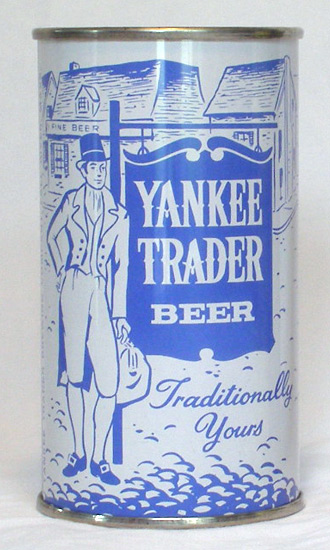 FINE BEER
YANKEE
TRADER
BEER
Traditionally
Yours